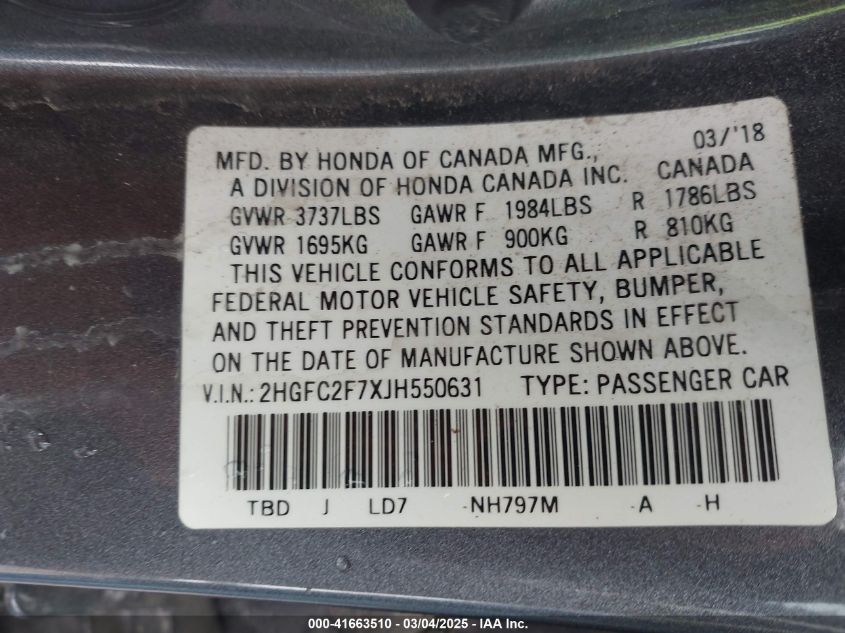 03/'18
MFD. BY HONDA OF CANADA MFG.,
A DIVISION OF HONDA CANADA INC. CANADA
GVWR 3737LBS GAWR F 1984LBS R 1786LBS
GVWR 1695KG GAWR F 900KG R 810KG
THIS VEHICLE CONFORMS TO ALL APPLICABLE
FEDERAL MOTOR VEHICLE SAFETY, BUMPER,
AND THEFT PREVENTION STANDARDS IN EFFECT
ON THE DATE OF MANUFACTURE SHOWN ABOVE.
V.I.N.: 2HGFC2F7XJH550631 TYPE: PASSENGER CAR
TBD J LD7 -NH797M -A -H
000-41663510 - 03/04/2025 - IAA Inc.